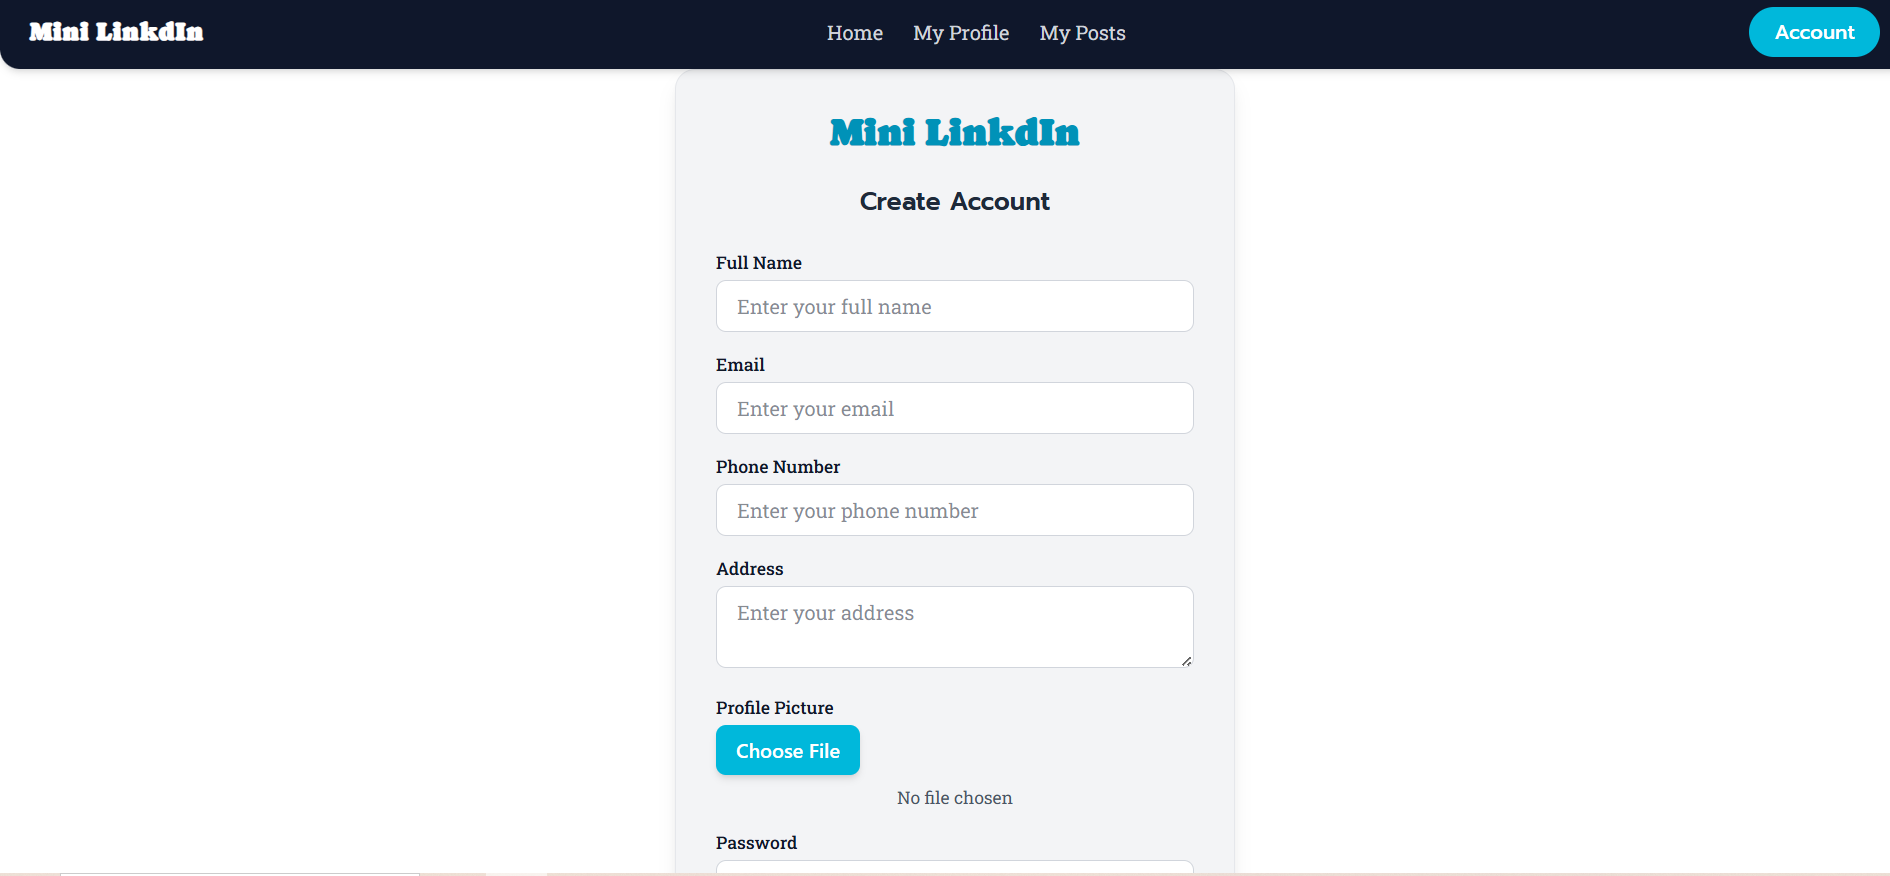 Mini LinkdIn
Home My Profile My Posts
Account
Mini LinkdIn
Create Account
Full Name
Enter your full name
Email
Enter your email
Phone Number
Enter your phone number
Address
Enter your address
Profile Picture
Choose File
No file chosen
Password